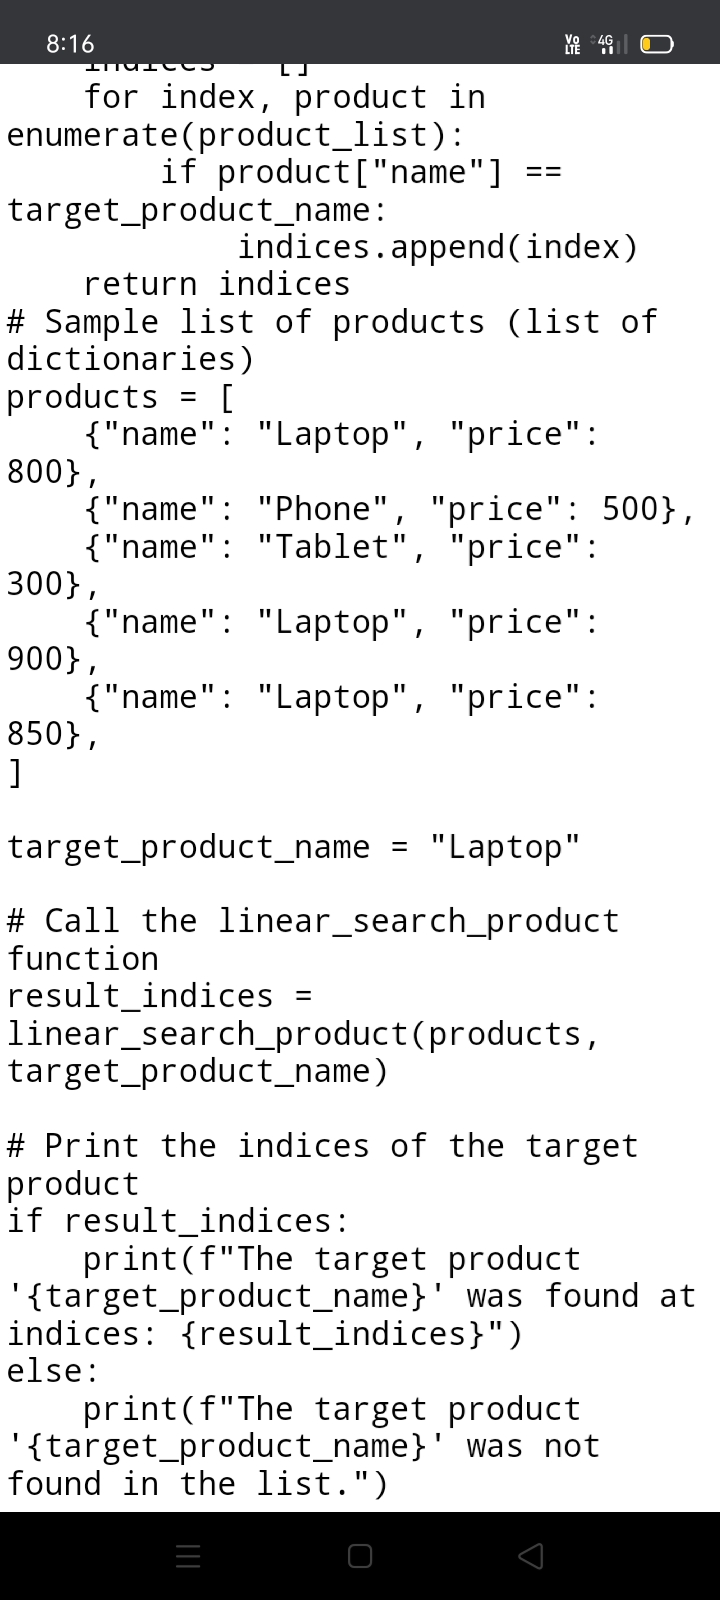 8:16
Vo LTE 4G
indices = []
    for index, product in
enumerate(product_list):
        if product["name"] ==
target_product_name:
            indices.append(index)
    return indices
# Sample list of products (list of
dictionaries)
products = [
    {"name": "Laptop", "price":
800},
    {"name": "Phone", "price": 500},
    {"name": "Tablet", "price":
300},
    {"name": "Laptop", "price":
900},
    {"name": "Laptop", "price":
850},
]

target_product_name = "Laptop"

# Call the linear_search_product
function
result_indices =
linear_search_product(products,
target_product_name)

# Print the indices of the target
product
if result_indices:
    print(f"The target product
'{target_product_name}' was found at
indices: {result_indices}")
else:
    print(f"The target product
'{target_product_name}' was not
found in the list.")